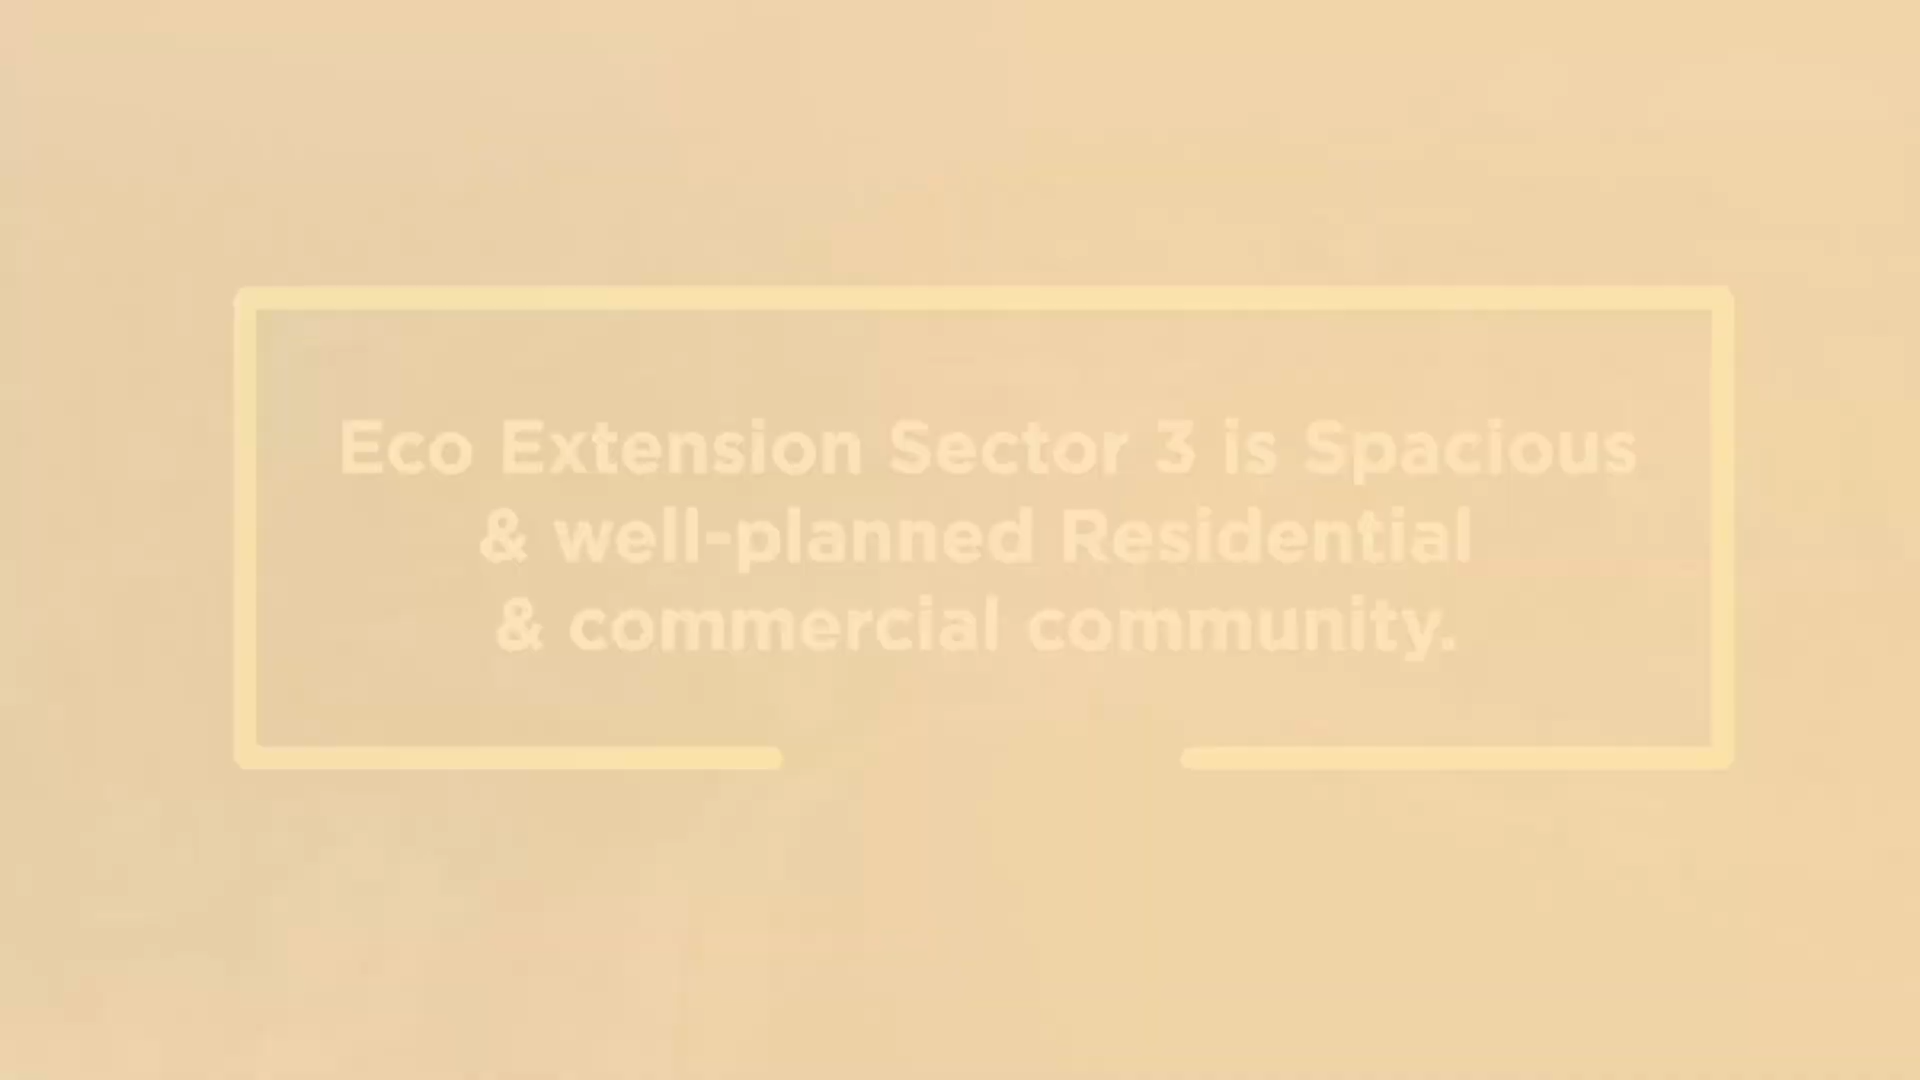 Eco Extension Sector 3 is Spacious
& well-planned Residential
& commercial community.